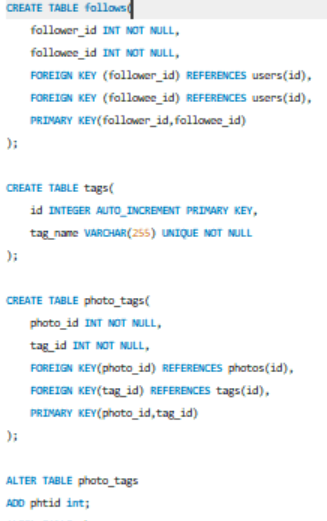 CREATE TABLE follows(
follower_id INT NOT NULL,
followee_id INT NOT NULL,
FOREIGN KEY (follower_id) REFERENCES users(id),
FOREIGN KEY (followee_id) REFERENCES users(id),
PRIMARY KEY(follower_id,followee_id)
);
CREATE TABLE tags(
id INTEGER AUTO_INCREMENT PRIMARY KEY,
tag_name VARCHAR(255) UNIQUE NOT NULL
);
CREATE TABLE photo_tags(
photo_id INT NOT NULL,
tag_id INT NOT NULL,
FOREIGN KEY(photo_id) REFERENCES photos(id),
FOREIGN KEY(tag_id) REFERENCES tags(id),
PRIMARY KEY(photo_id,tag_id)
);
ALTER TABLE photo_tags
ADD phtid int;